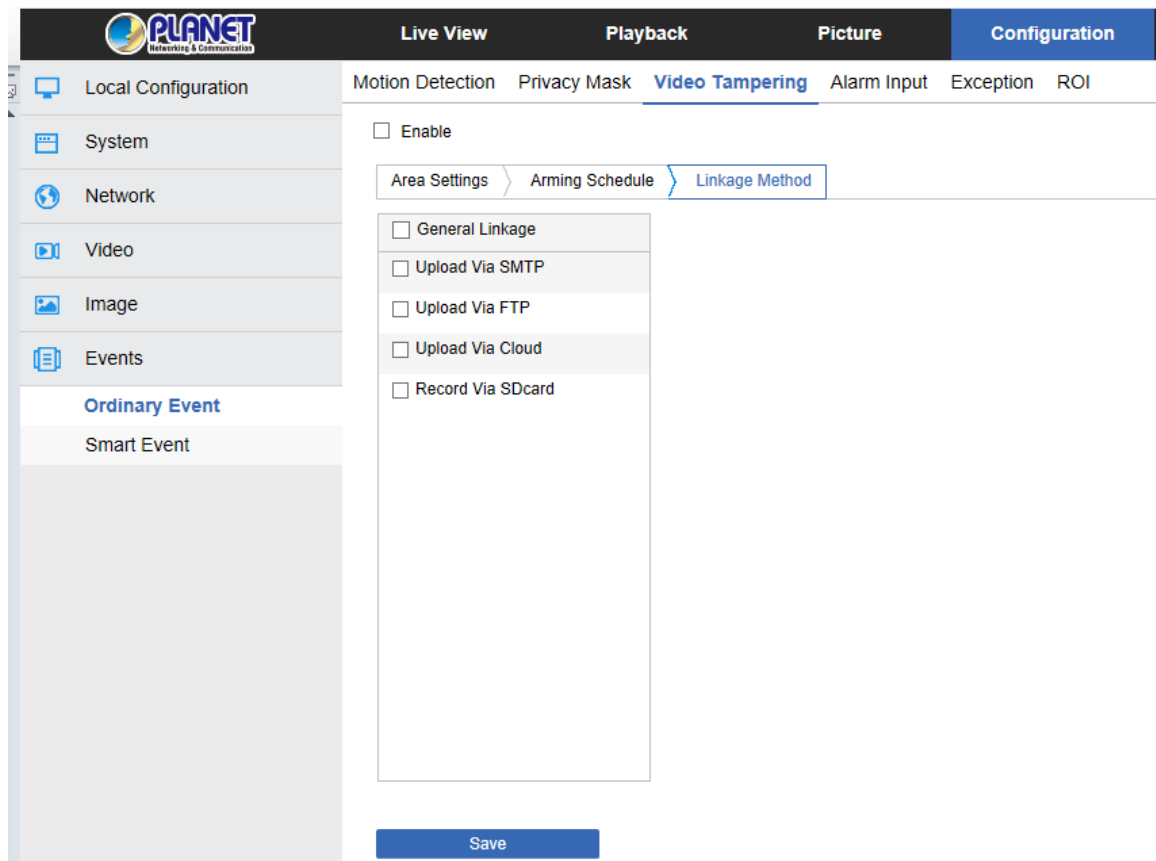 PLANET
Networking & Communication
Live View Playback Picture Configuration
Local Configuration
System
Network
Video
Image
Events
Ordinary Event
Smart Event
Motion Detection Privacy Mask Video Tampering Alarm Input Exception ROI
Enable
Area Settings Arming Schedule Linkage Method
General Linkage
Upload Via SMTP
Upload Via FTP
Upload Via Cloud
Record Via SDcard
Save